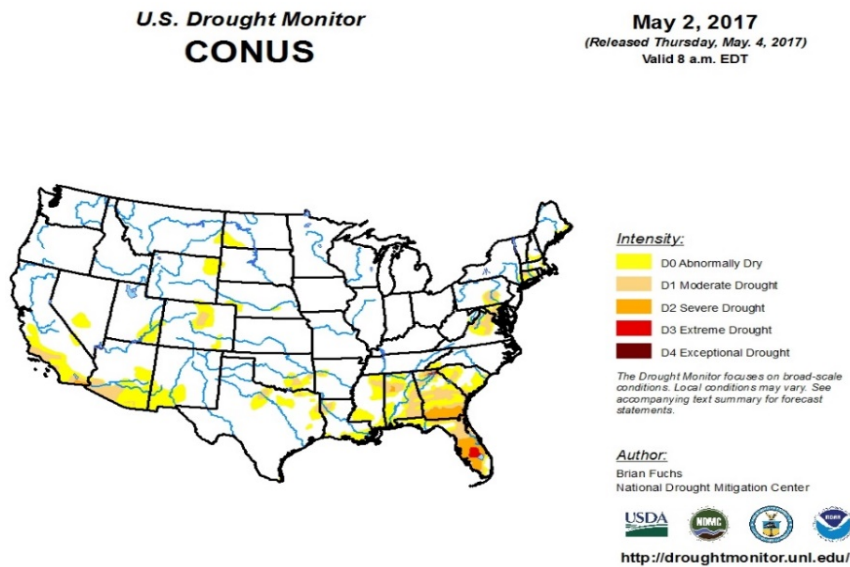 U.S. Drought Monitor
CONUS
May 2, 2017
(Released Thursday, May. 4, 2017)
Valid 8 a.m. EDT
Intensity:
D0 Abnormally Dry
D1 Moderate Drought
D2 Severe Drought
D3 Extreme Drought
D4 Exceptional Drought
The Drought Monitor focuses on broad-scale
conditions. Local conditions may vary. See
accompanying text summary for forecast
statements.
Author:
Brian Fuchs
National Drought Mitigation Center
USDA
NDMC
http://droughtmonitor.unl.edu/